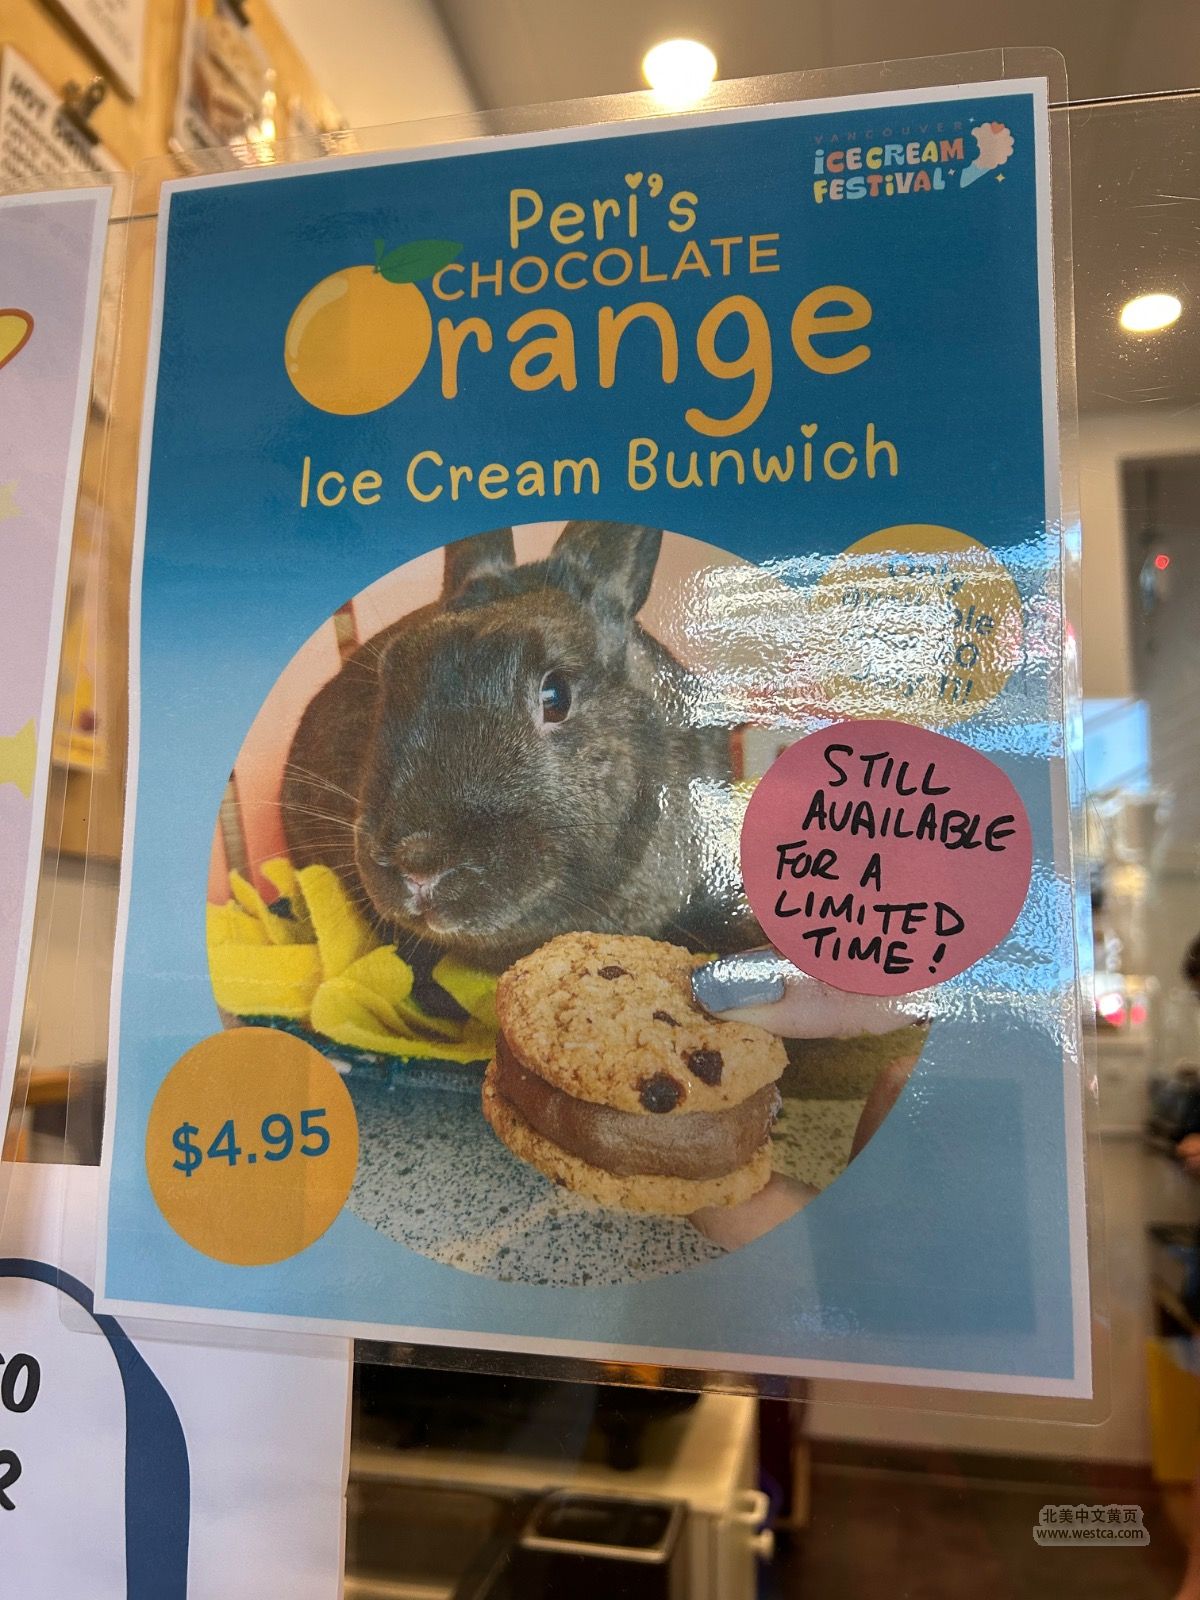 HOT
VANCOUVER
ICE CREAM
FESTIVAL
Peri's
CHOCOLATE
Orange
Ice Cream Bunwich
STILL
AVAILABLE
FOR A
LIMITED
TIME!
$4.95
北美中文黄页
www.westca.com